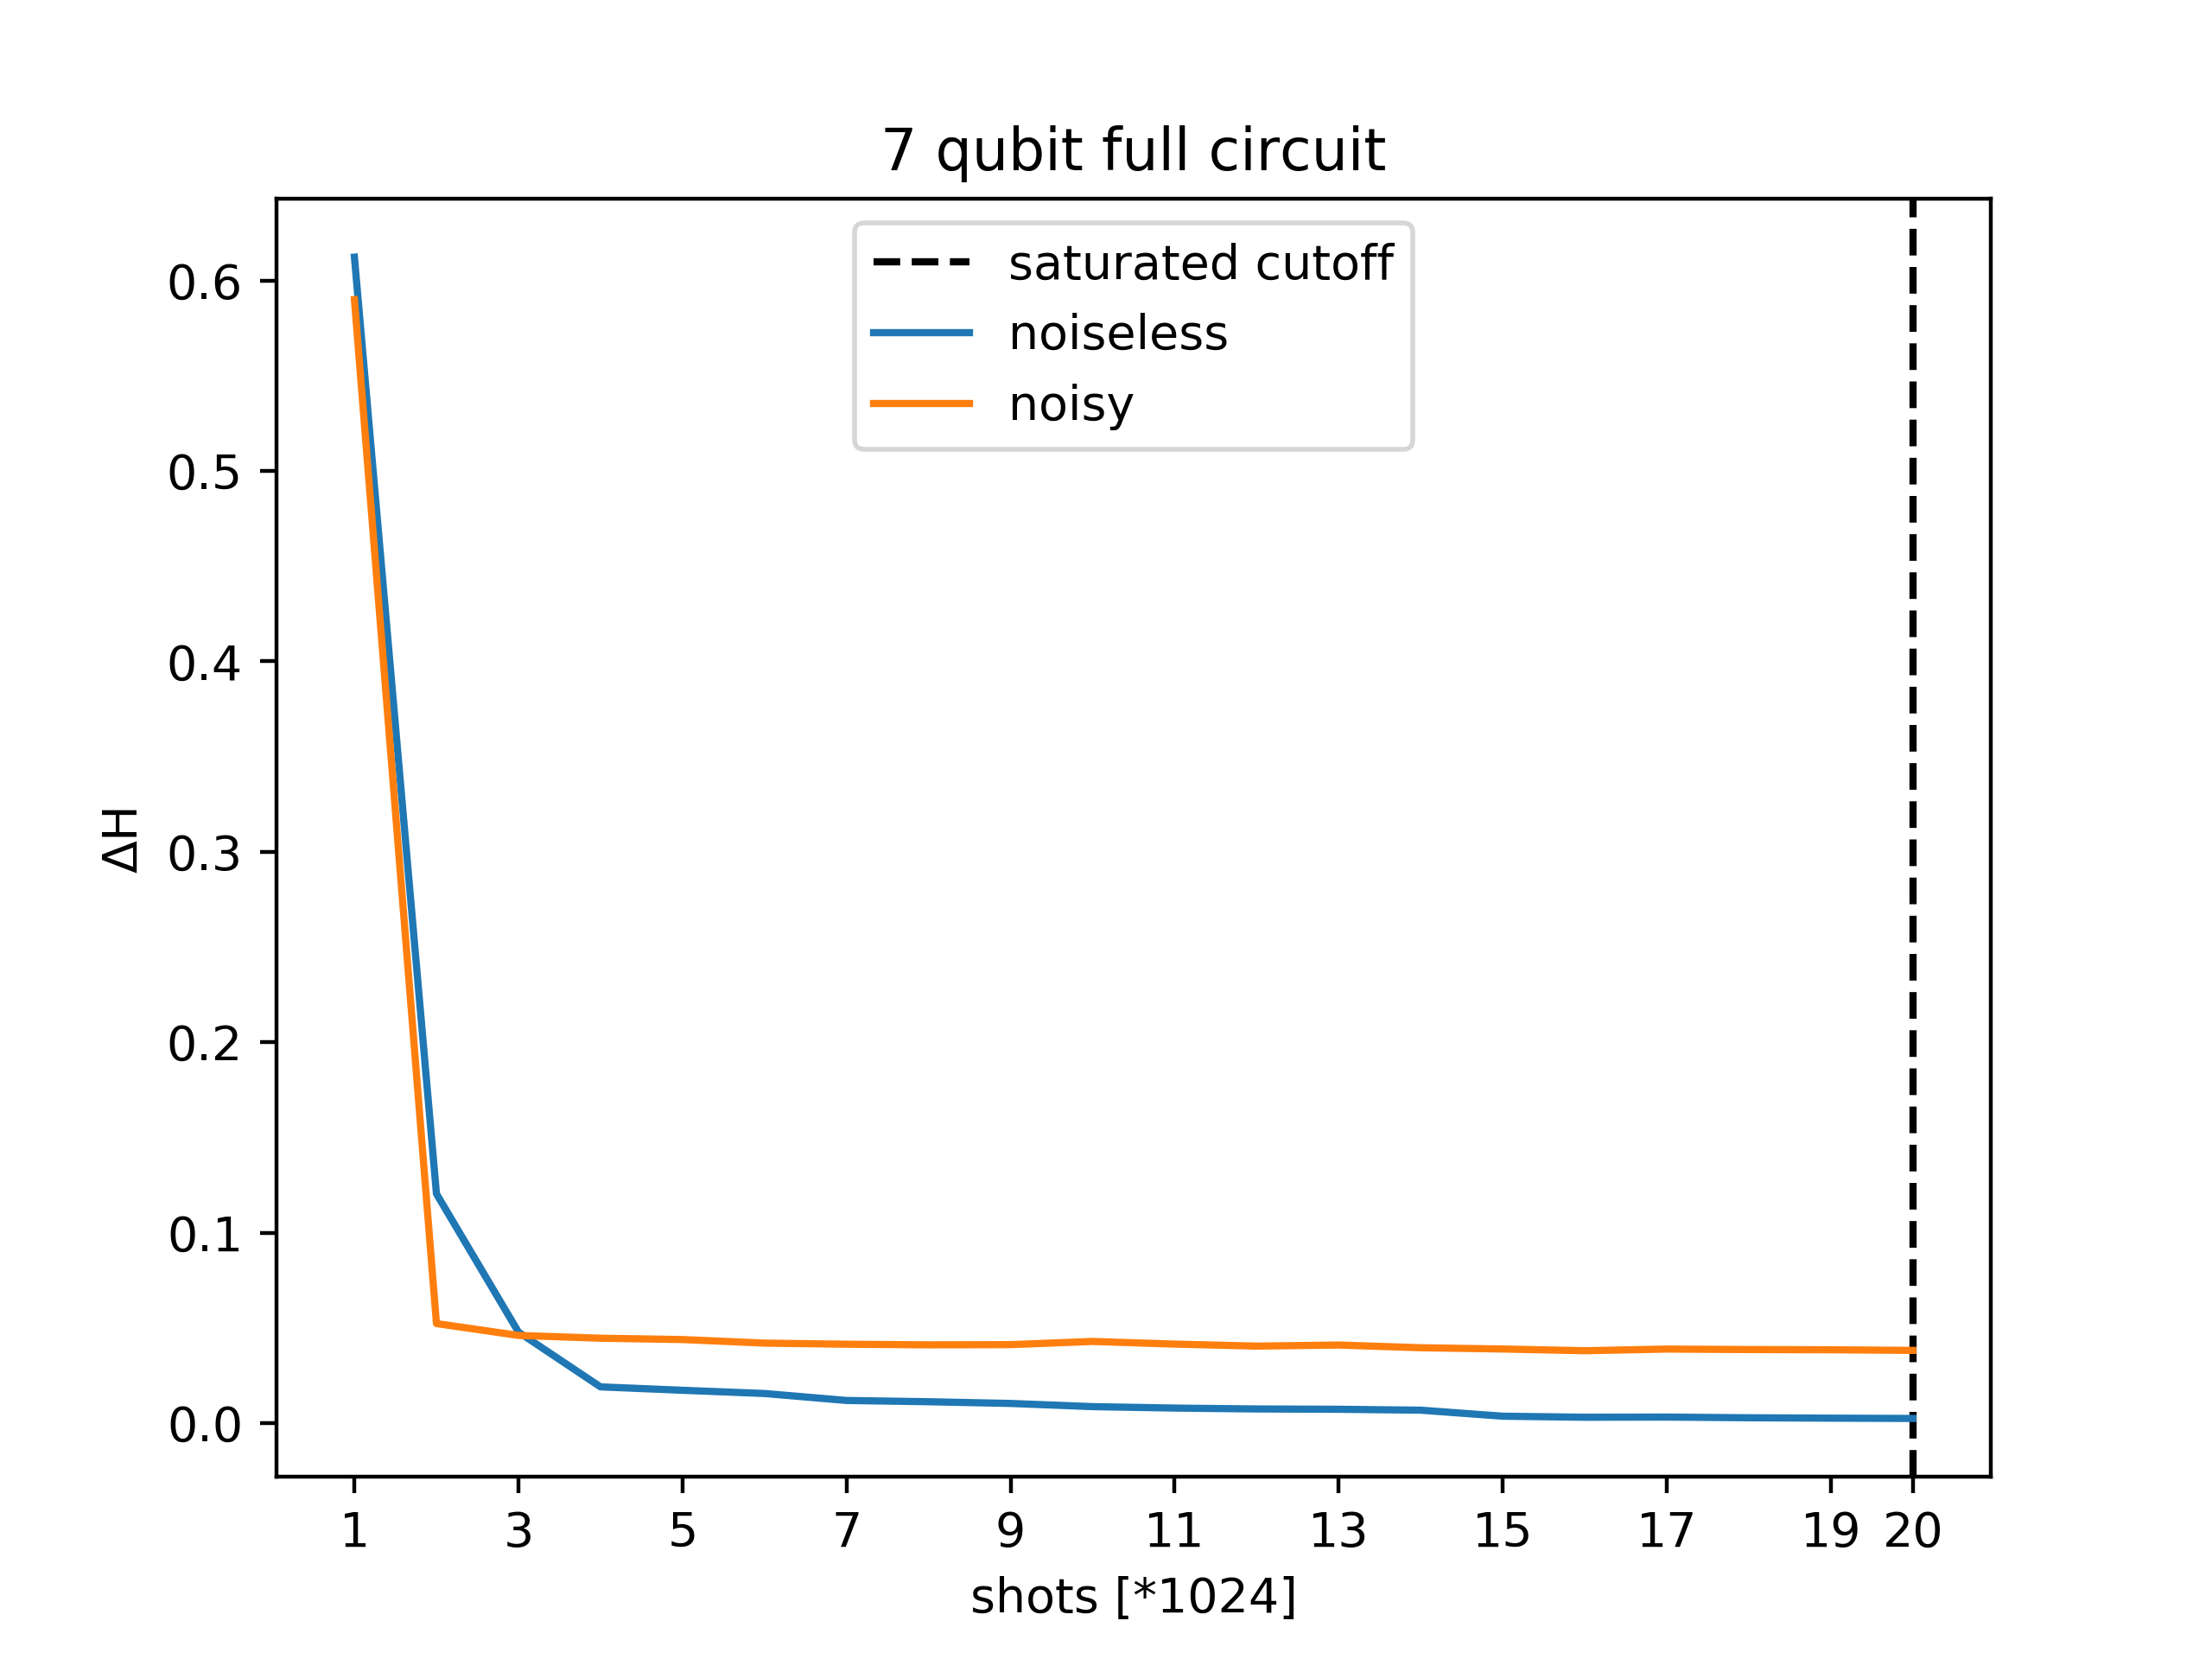 7 qubit full circuit
saturated cutoff
noiseless
noisy
0.6
0.5
0.4
0.3
0.2
0.1
0.0
ΔH
1 3 5 7 9 11 13 15 17 19 20
shots [*1024]